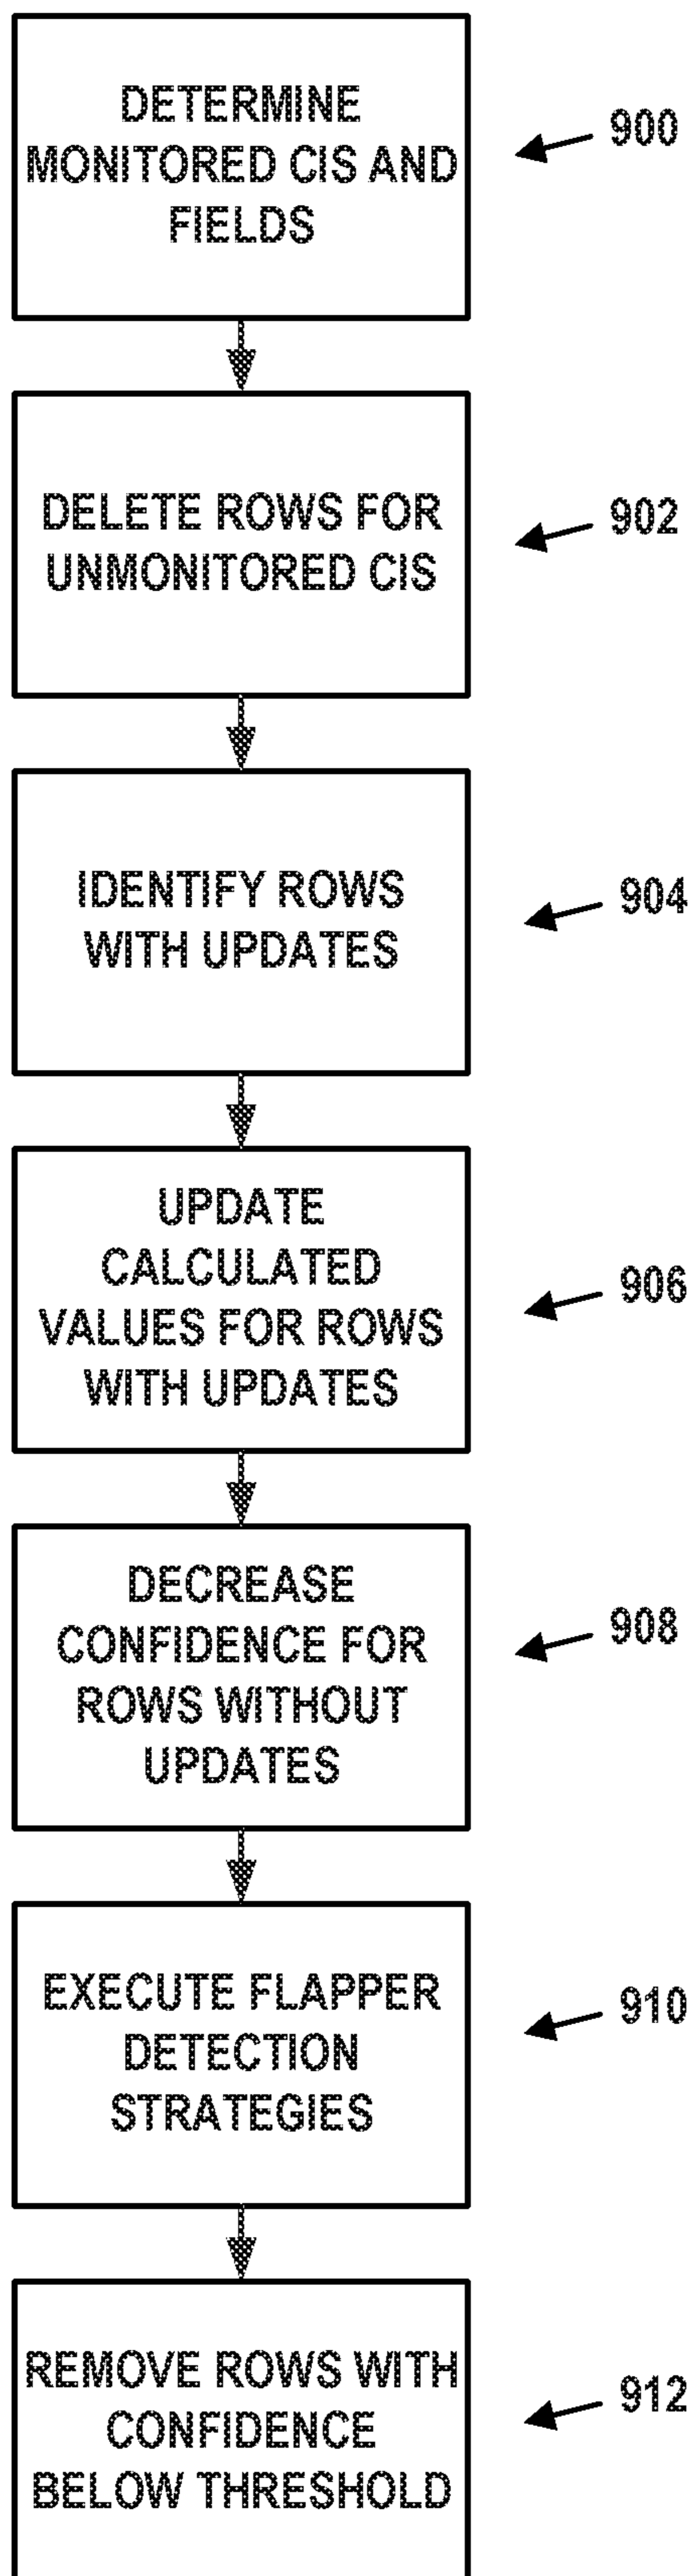 DETERMINE
MONITORED CIS AND
FIELDS
900
DELETE ROWS FOR
UNMONITORED CIS
902
IDENTIFY ROWS
WITH UPDATES
904
UPDATE
CALCULATED
VALUES FOR ROWS
WITH UPDATES
906
DECREASE
CONFIDENCE FOR
ROWS WITHOUT
UPDATES
908
EXECUTE FLAPPER
DETECTION
STRATEGIES
910
REMOVE ROWS WITH
CONFIDENCE
BELOW THRESHOLD
912